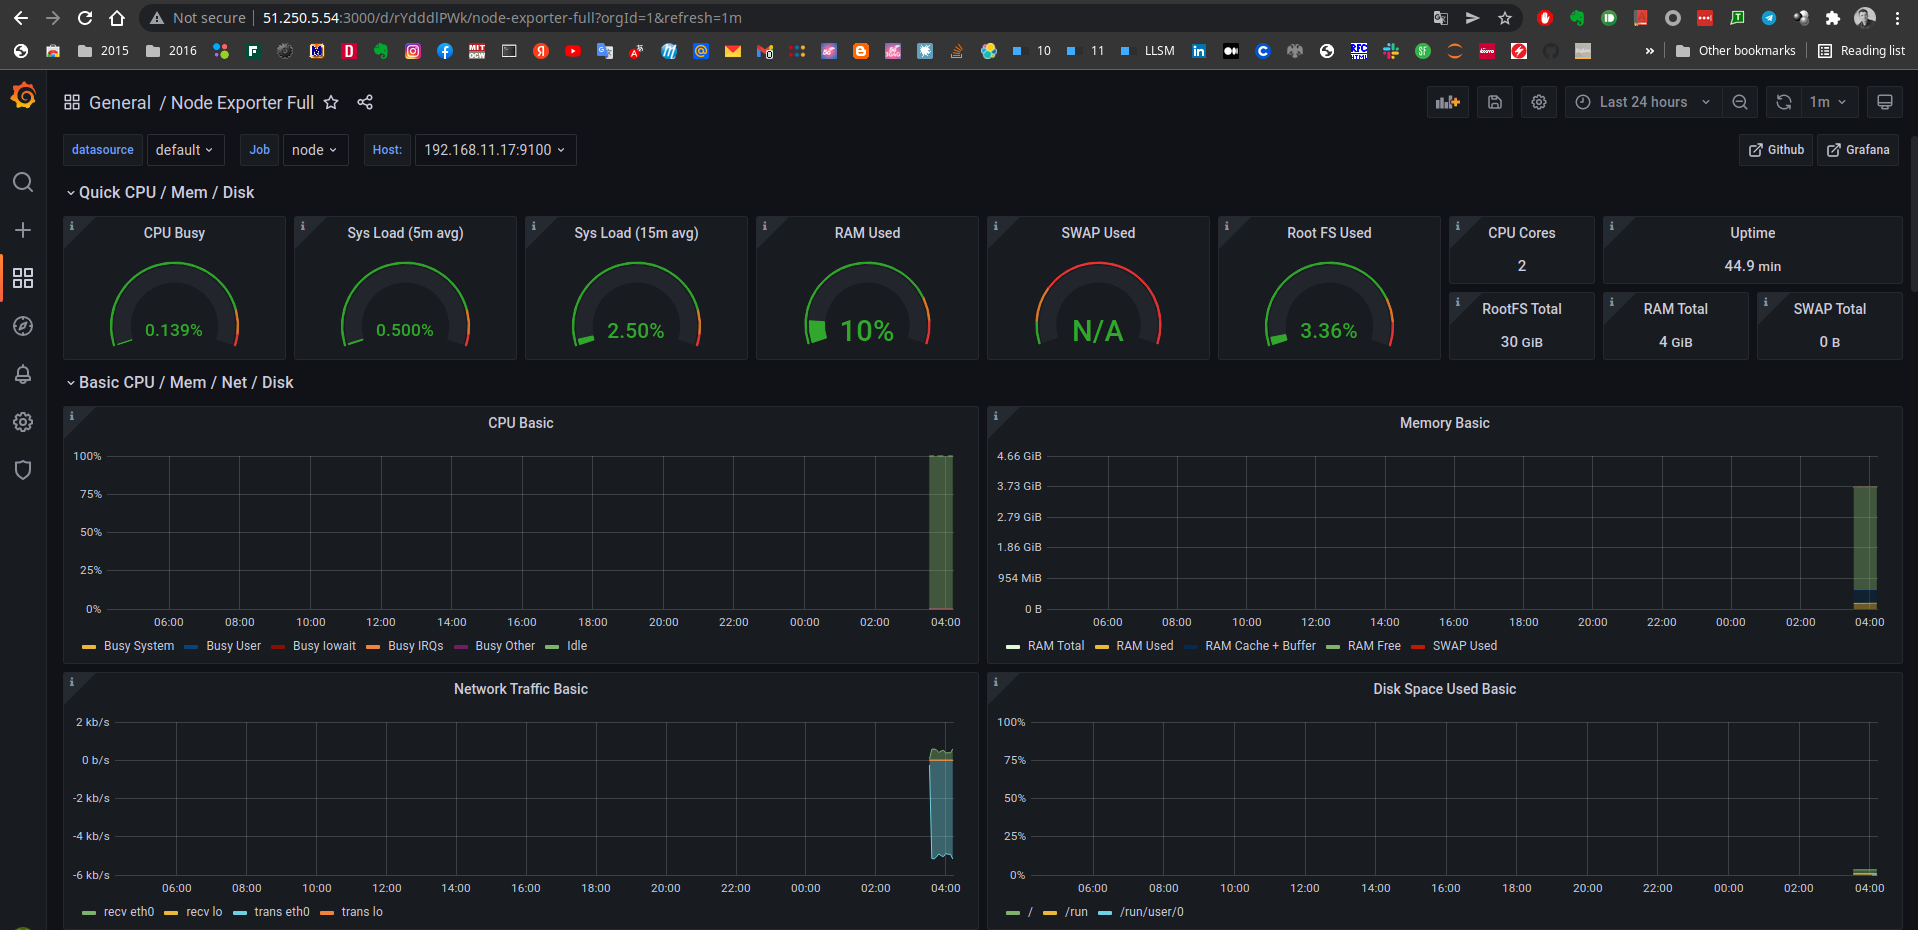 Not secure 51.250.5.54:3000/d/rYdddlPWk/node-exporter-full?orgId=1&refresh=1m
2015 2016 10 11 LLSM » Other bookmarks Reading list
General / Node Exporter Full
Last 24 hours 1m
datasource default Job node Host: 192.168.11.17:9100 Github Grafana
Quick CPU / Mem / Disk
CPU Busy
0.139%
Sys Load (5m avg)
0.500%
Sys Load (15m avg)
2.50%
RAM Used
10%
SWAP Used
N/A
Root FS Used
3.36%
CPU Cores
2
Uptime
44.9 min
RootFS Total
30 GiB
RAM Total
4 GiB
SWAP Total
0 B
Basic CPU / Mem / Net / Disk
CPU Basic
100%
75%
50%
25%
0%
06:00 08:00 10:00 12:00 14:00 16:00 18:00 20:00 22:00 00:00 02:00 04:00
Busy System Busy User Busy Iowait Busy IRQs Busy Other Idle
Memory Basic
4.66 GiB
3.73 GiB
2.79 GiB
1.86 GiB
954 MiB
0 B
06:00 08:00 10:00 12:00 14:00 16:00 18:00 20:00 22:00 00:00 02:00 04:00
RAM Total RAM Used RAM Cache + Buffer RAM Free SWAP Used
Network Traffic Basic
2 kb/s
0 b/s
-2 kb/s
-4 kb/s
-6 kb/s
06:00 08:00 10:00 12:00 14:00 16:00 18:00 20:00 22:00 00:00 02:00 04:00
recv eth0 recv lo trans eth0 trans lo
Disk Space Used Basic
100%
75%
50%
25%
0%
06:00 08:00 10:00 12:00 14:00 16:00 18:00 20:00 22:00 00:00 02:00 04:00
/ /run /run/user/0